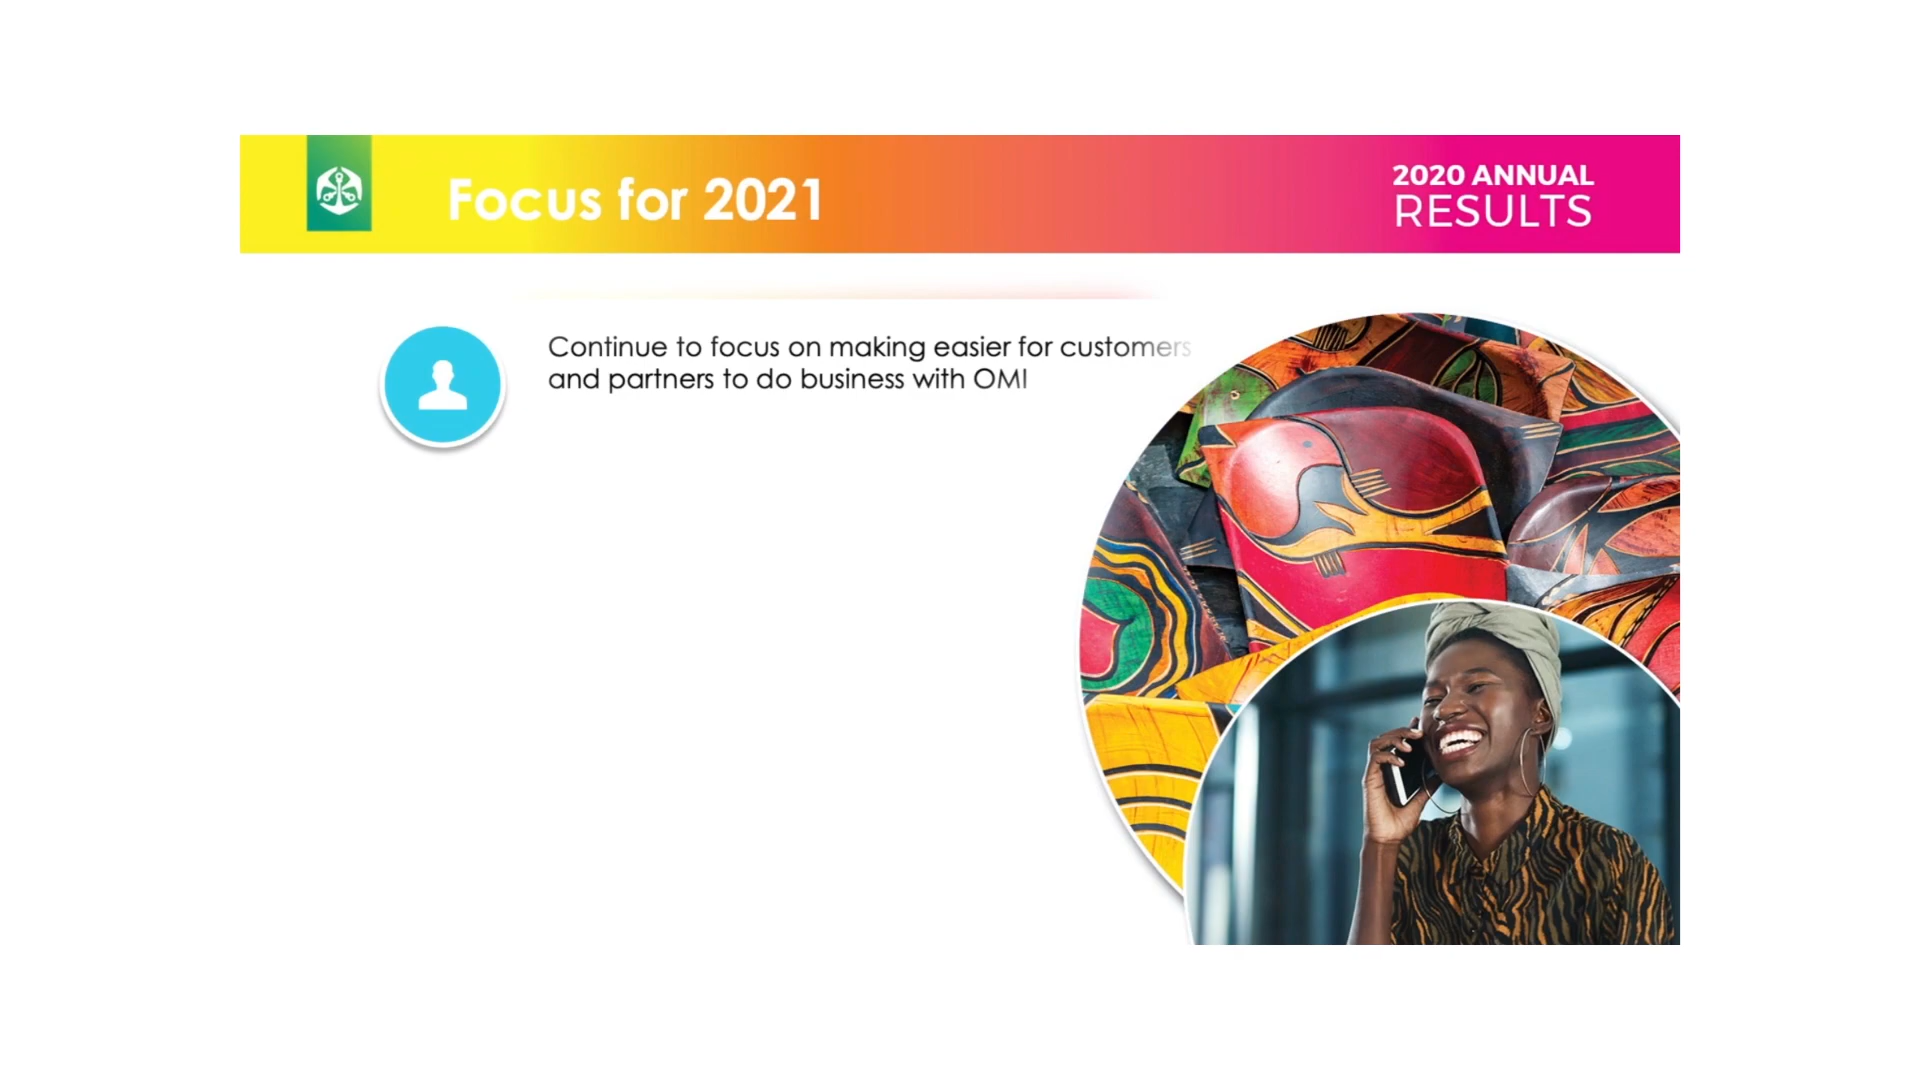 Focus for 2021
2020 ANNUAL
RESULTS
Continue to focus on making easier for customers
and partners to do business with OMI